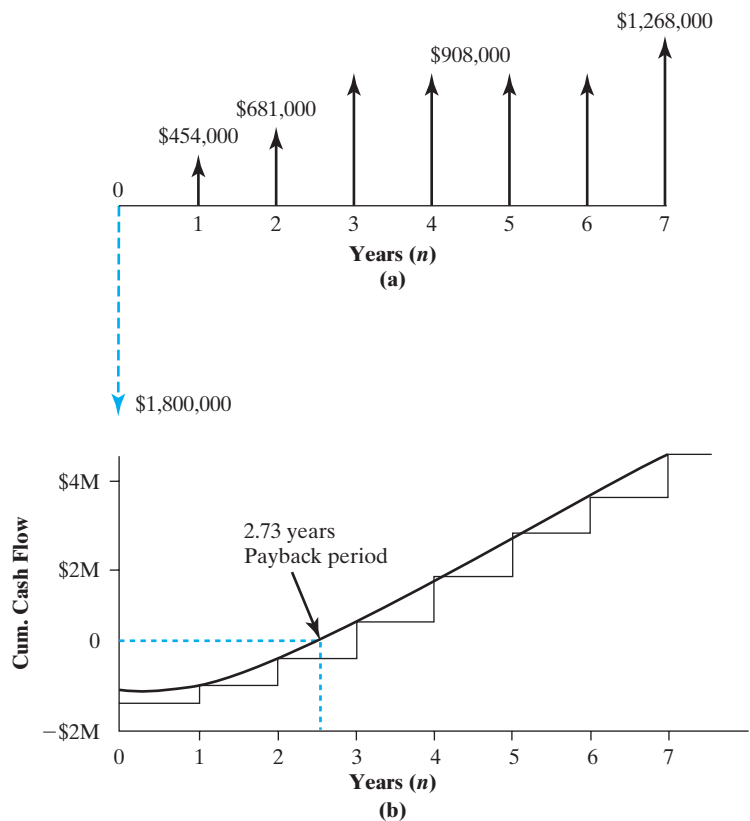 $1,268,000
$908,000
$681,000
$454,000
0
1 2 3 4 5 6 7
Years (n)
(a)
$1,800,000
$4M
2.73 years
Payback period
$2M
Cum. Cash Flow
0
−$2M
0 1 2 3 4 5 6 7
Years (n)
(b)